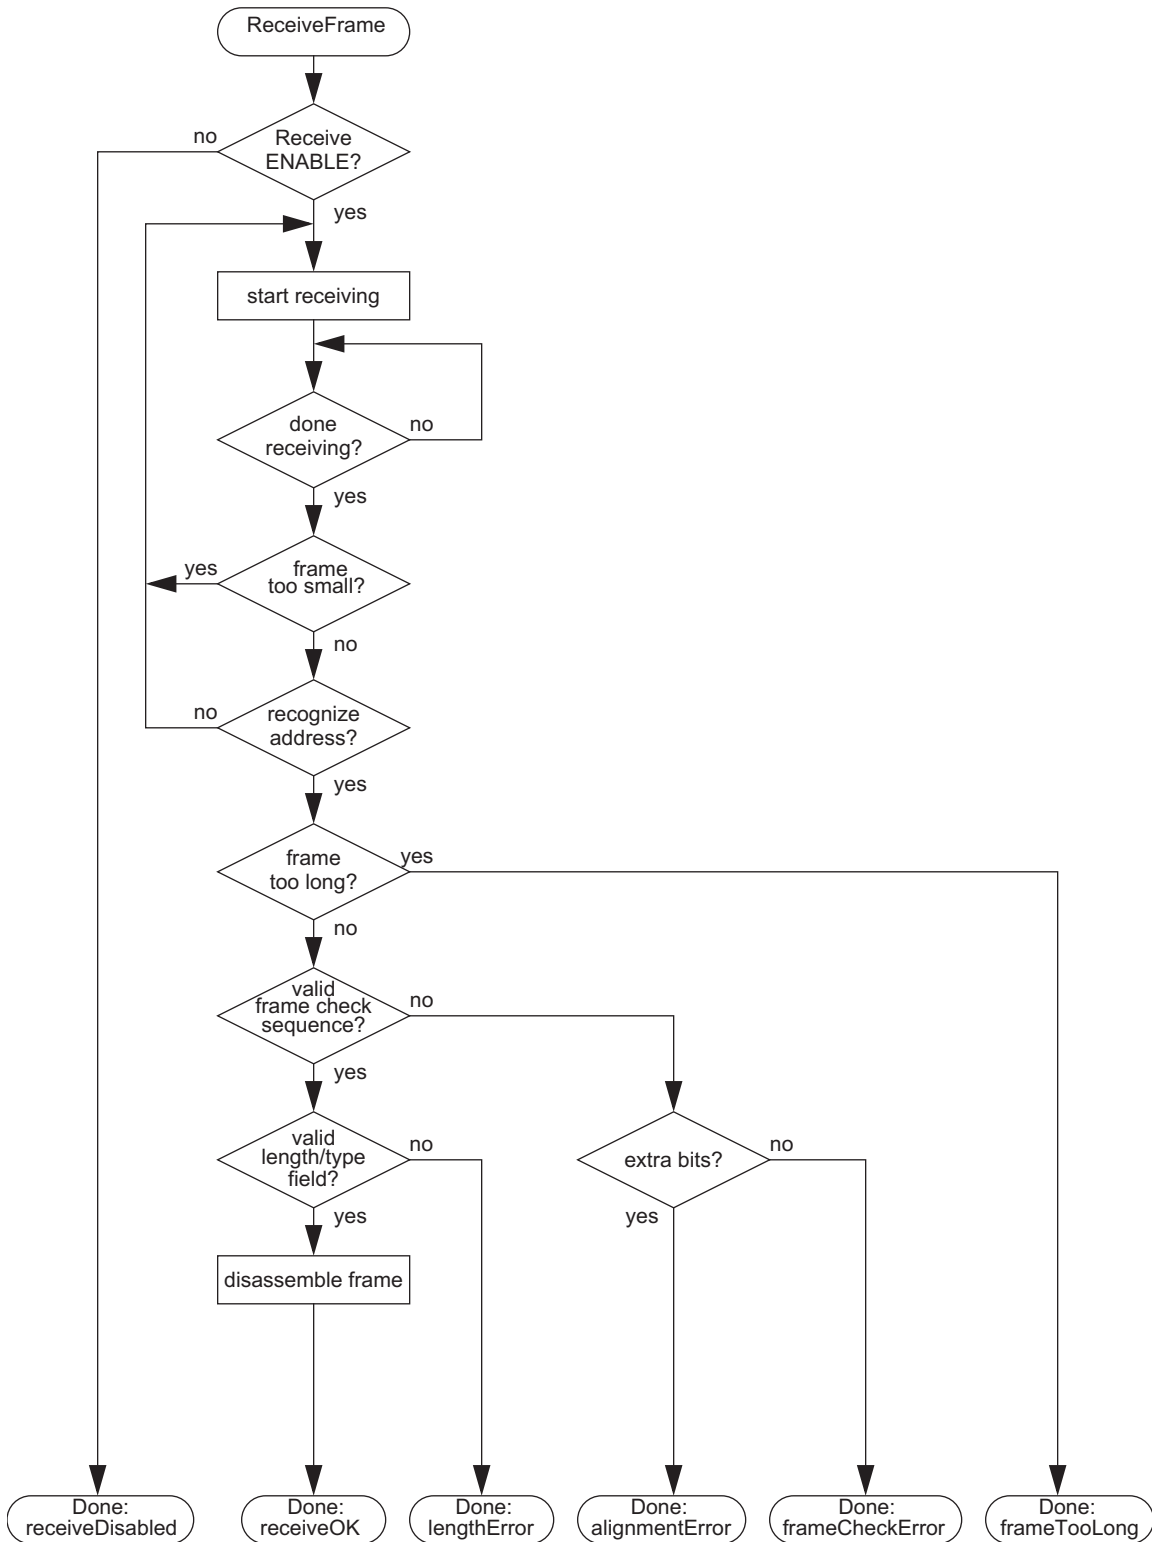 ReceiveFrame
no
Receive
ENABLE?
yes
start receiving
done
receiving?
no
yes
yes
frame
too small?
no
no
recognize
address?
yes
frame
too long?
yes
no
valid
frame check
sequence?
no
yes
valid
length/type
field?
no
extra bits?
no
yes
yes
disassemble frame
Done:
receiveDisabled
Done:
receiveOK
Done:
lengthError
Done:
alignmentError
Done:
frameCheckError
Done:
frameTooLong